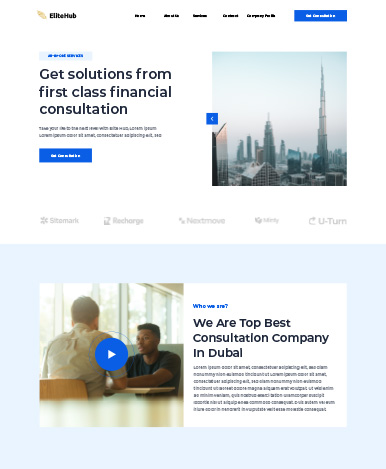 EliteHub
Home About Us Services Contact Company Profile
Get Consultation
All-in-one services
Get solutions from
first class financial
consultation
Take your life to the next level with Elite Hub, Lorem ipsum
Lorem ipsum dolor sit amet, consectetuer adipiscing elit, sed
Get Consultation
Sitemark Recharge Nextmove U-Turn
Who we are?
We Are Top Best
Consultation Company
In Dubai
Lorem ipsum dolor sit amet, consectetuer adipiscing elit, sed diam
nonummy nibh euismod tincidunt ut Lorem ipsum dolor sit amet,
consectetuer adipiscing elit, sed diam nonummy nibh euismod
tincidunt ut laoreet dolore magna aliquam erat volutpat. Ut wisi enim
ad minim veniam, quis nostrud exerci tation ullamcorper suscipit
lobortis nisl ut aliquip ex ea commodo consequat. Duis autem vel eum
iriure dolor in hendrerit in vulputate velit esse molestie consequat